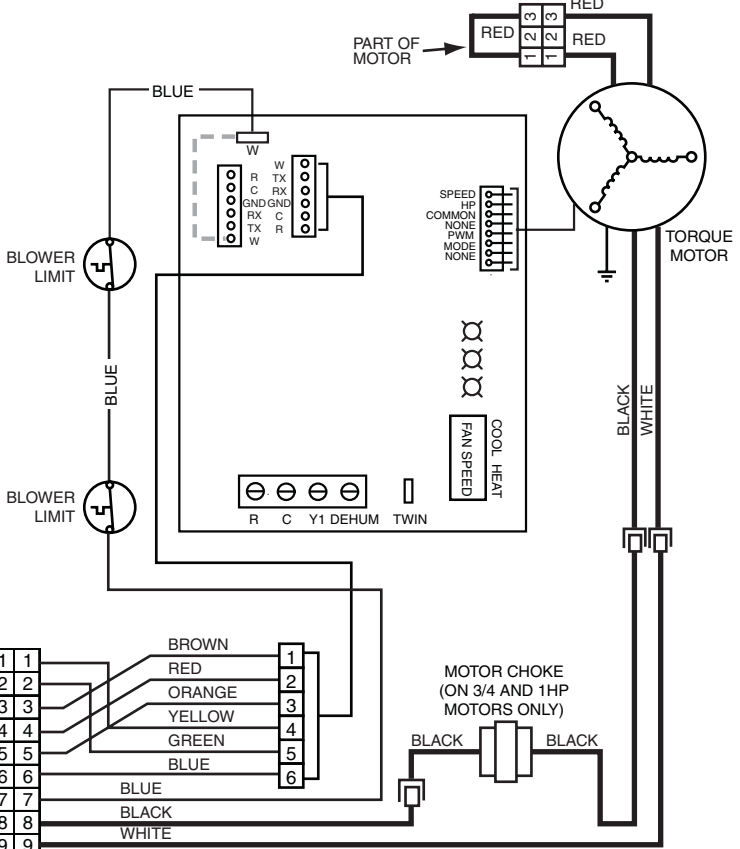 RED
3 3
RED 2 2 RED
1 1
PART OF
MOTOR
BLUE
W
W
R TX
C RX
GND GND
RX C
TX R
W
SPEED
HP
COMMON
NONE
PWM
MODE
NONE
TORQUE
MOTOR
BLOWER
LIMIT
BLUE
BLACK
WHITE
COOL HEAT
FAN SPEED
BLOWER
LIMIT
R C Y1 DEHUM TWIN
BROWN
RED
ORANGE
YELLOW
GREEN
BLUE
1
2
3
4
5
6
1 1
2 2
3 3
4 4
5 5
6 6
7 7
8 8
9 9
BLUE
BLACK
WHITE
MOTOR CHOKE
(ON 3/4 AND 1HP
MOTORS ONLY)
BLACK BLACK